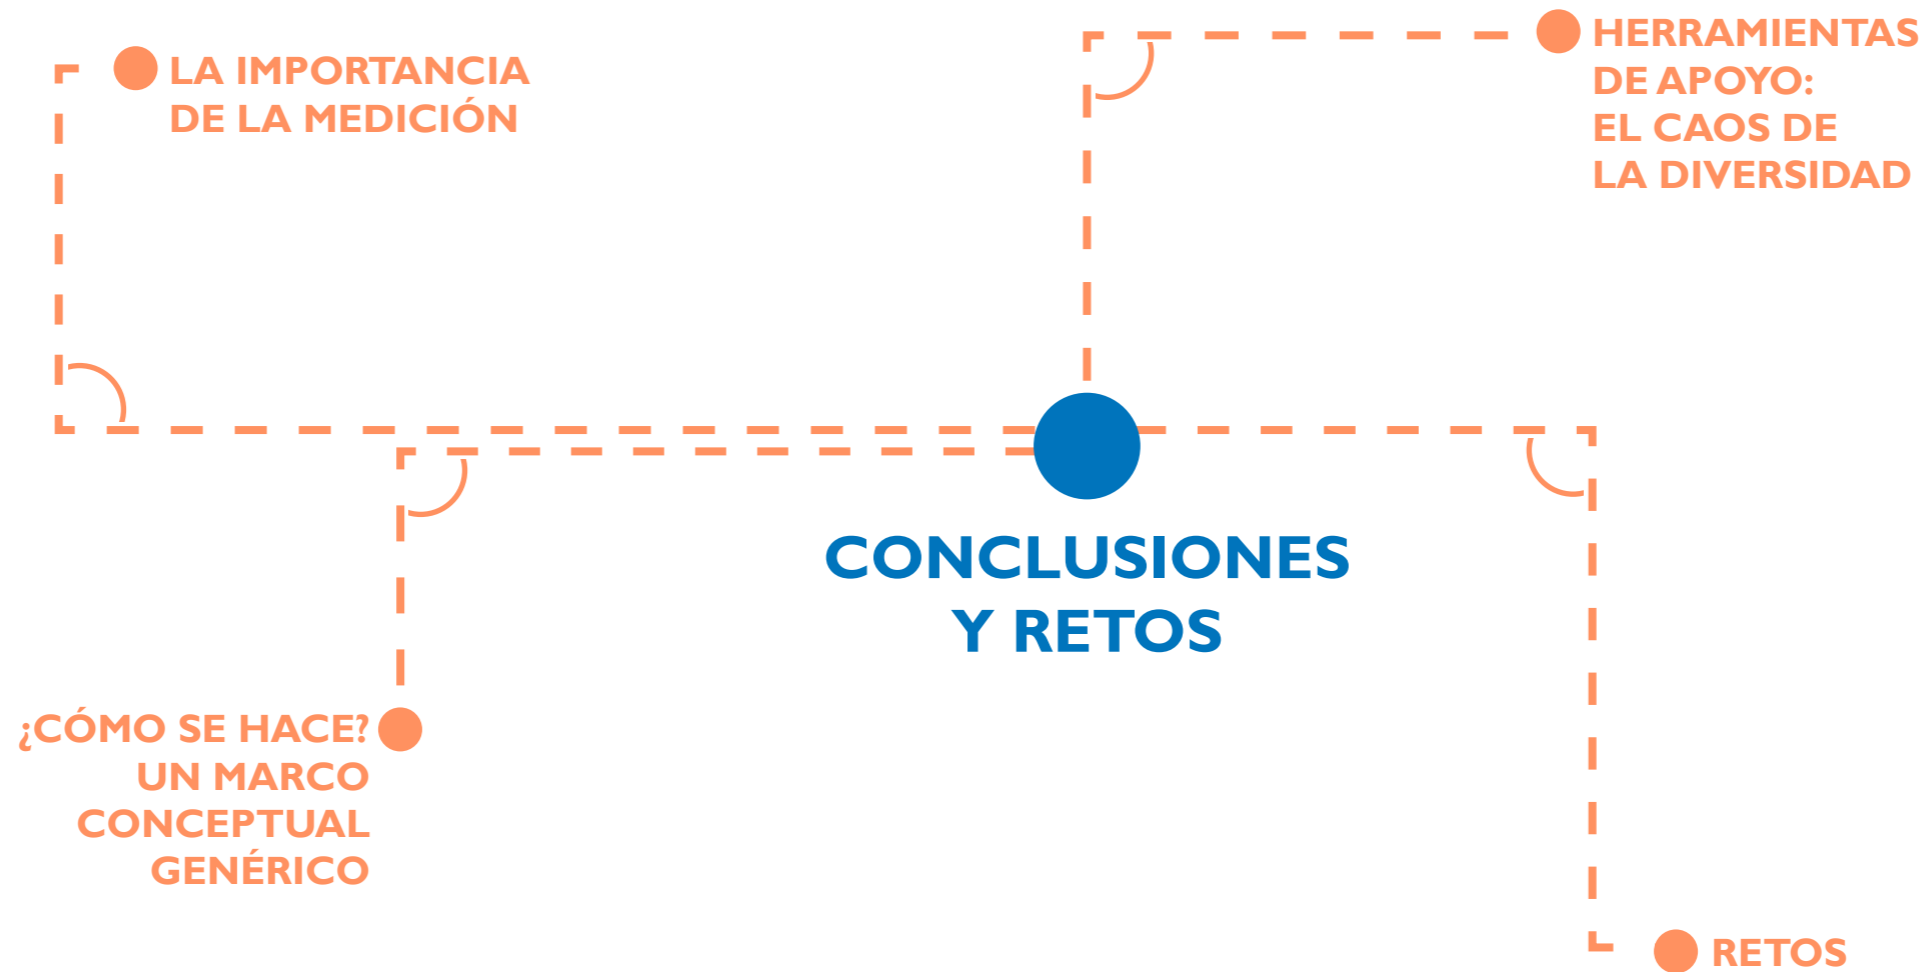 LA IMPORTANCIA
DE LA MEDICIÓN
HERRAMIENTAS
DE APOYO:
EL CAOS DE
LA DIVERSIDAD
CONCLUSIONES
Y RETOS
¿CÓMO SE HACE?
UN MARCO
CONCEPTUAL
GENÉRICO
RETOS